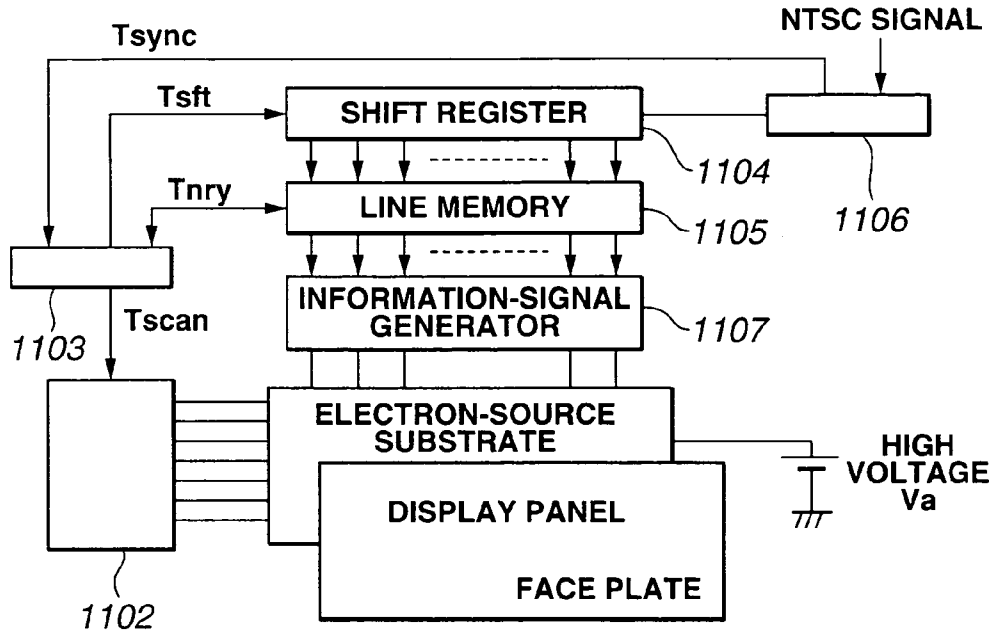 NTSC SIGNAL
Tsync
Tsft
SHIFT REGISTER
1104
1106
Tnry
LINE MEMORY
1105
INFORMATION-SIGNAL
GENERATOR
1107
1103
Tscan
ELECTRON-SOURCE
SUBSTRATE
HIGH
VOLTAGE
Va
DISPLAY PANEL
FACE PLATE
1102